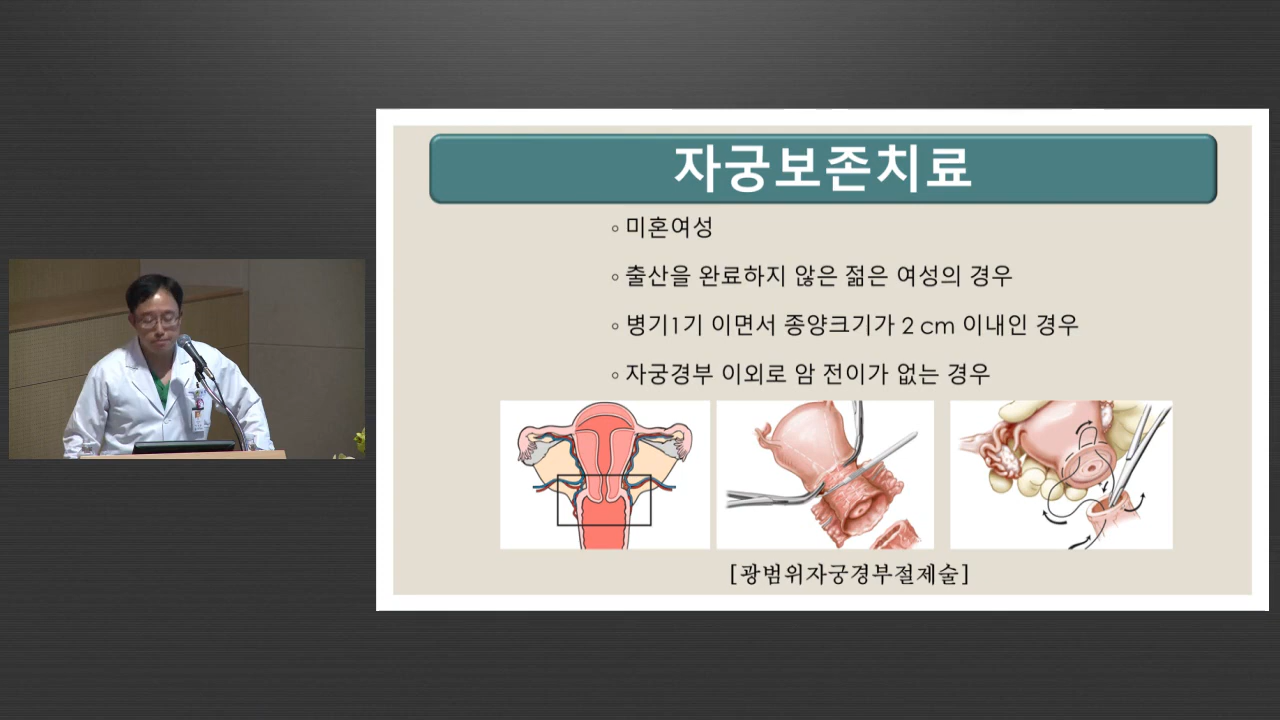 자궁보존치료
◦ 미혼여성
◦ 출산을 완료하지 않은 젊은 여성의 경우
◦ 병기1기 이면서 종양크기가 2 cm 이내인 경우
◦ 자궁경부 이외로 암 전이가 없는 경우
[광범위자궁경부절제술]